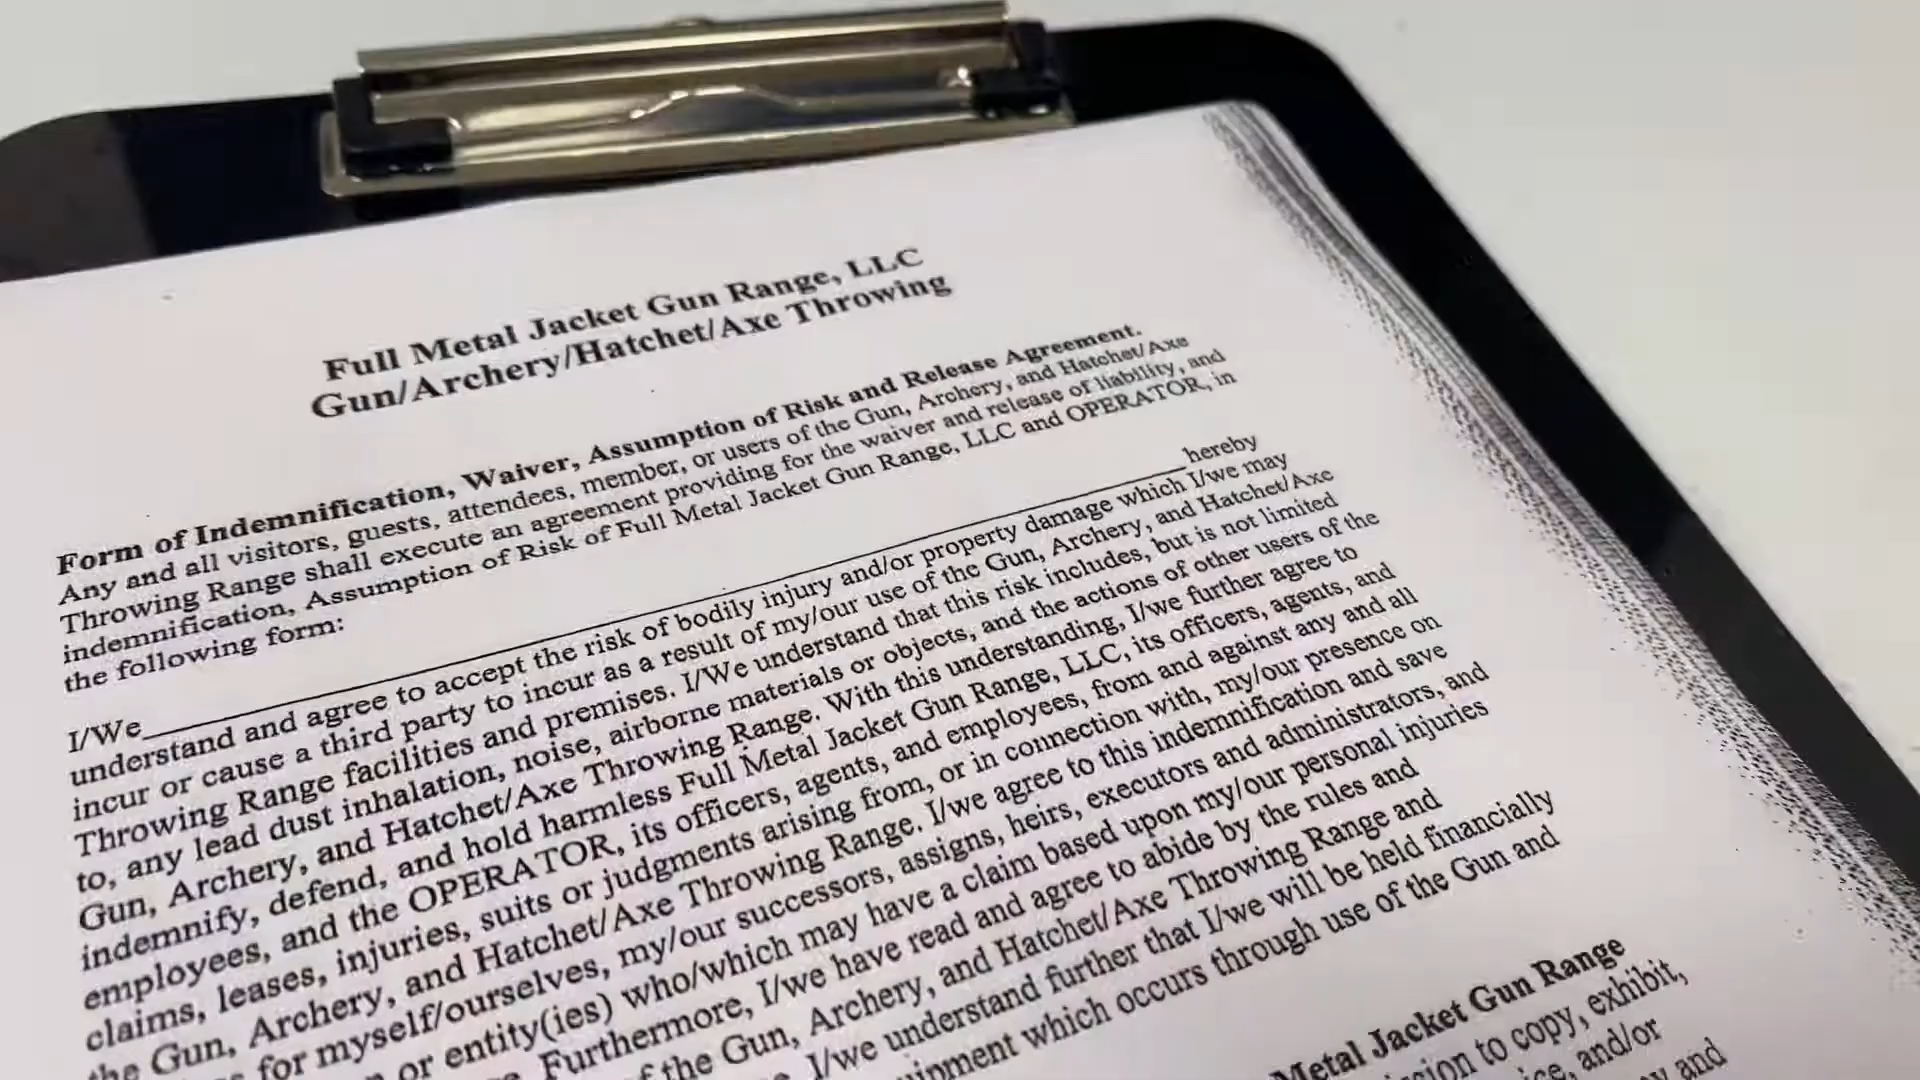 Full Metal Jacket Gun Range, LLC
Gun/Archery/Hatchet/Axe Throwing
Form of Indemnification, Waiver, Assumption of Risk and Release Agreement.
Any and all visitors, guests, attendees, member, or users of the Gun, Archery, and Hatchet/Axe
Throwing Range shall execute an agreement providing for the waiver and release of liability, and
indemnification, Assumption of Risk of Full Metal Jacket Gun Range, LLC and OPERATOR, in
the following form:
I/We hereby
understand and agree to accept the risk of bodily injury and/or property damage which I/we may
incur or cause a third party to incur as a result of my/our use of the Gun, Archery, and Hatchet/Axe
Throwing Range facilities and premises. I/We understand that this risk includes, but is not limited
to, any lead dust inhalation, noise, airborne materials or objects, and the actions of other users of the
Gun, Archery, and Hatchet/Axe Throwing Range. With this understanding, I/we further agree to
indemnify, defend, and hold harmless Full Metal Jacket Gun Range, LLC, its officers, agents, and
employees, and the OPERATOR, its officers, agents, and employees, from and against any and all
claims, leases, injuries, suits or judgments arising from, or in connection with, my/our presence on
the Gun, Archery, and Hatchet/Axe Throwing Range. I/we agree to this indemnification and save
for myself/ourselves, my/our successors, assigns, heirs, executors and administrators, and
or entity(ies) who/which may have a claim based upon my/our personal injuries
Furthermore, I/we have read and agree to abide by the rules and
the Gun, Archery, and Hatchet/Axe Throwing Range and
I/we understand further that I/we will be held financially
which occurs through use of the Gun and
Metal Jacket Gun Range
to copy, exhibit,
and/or
and